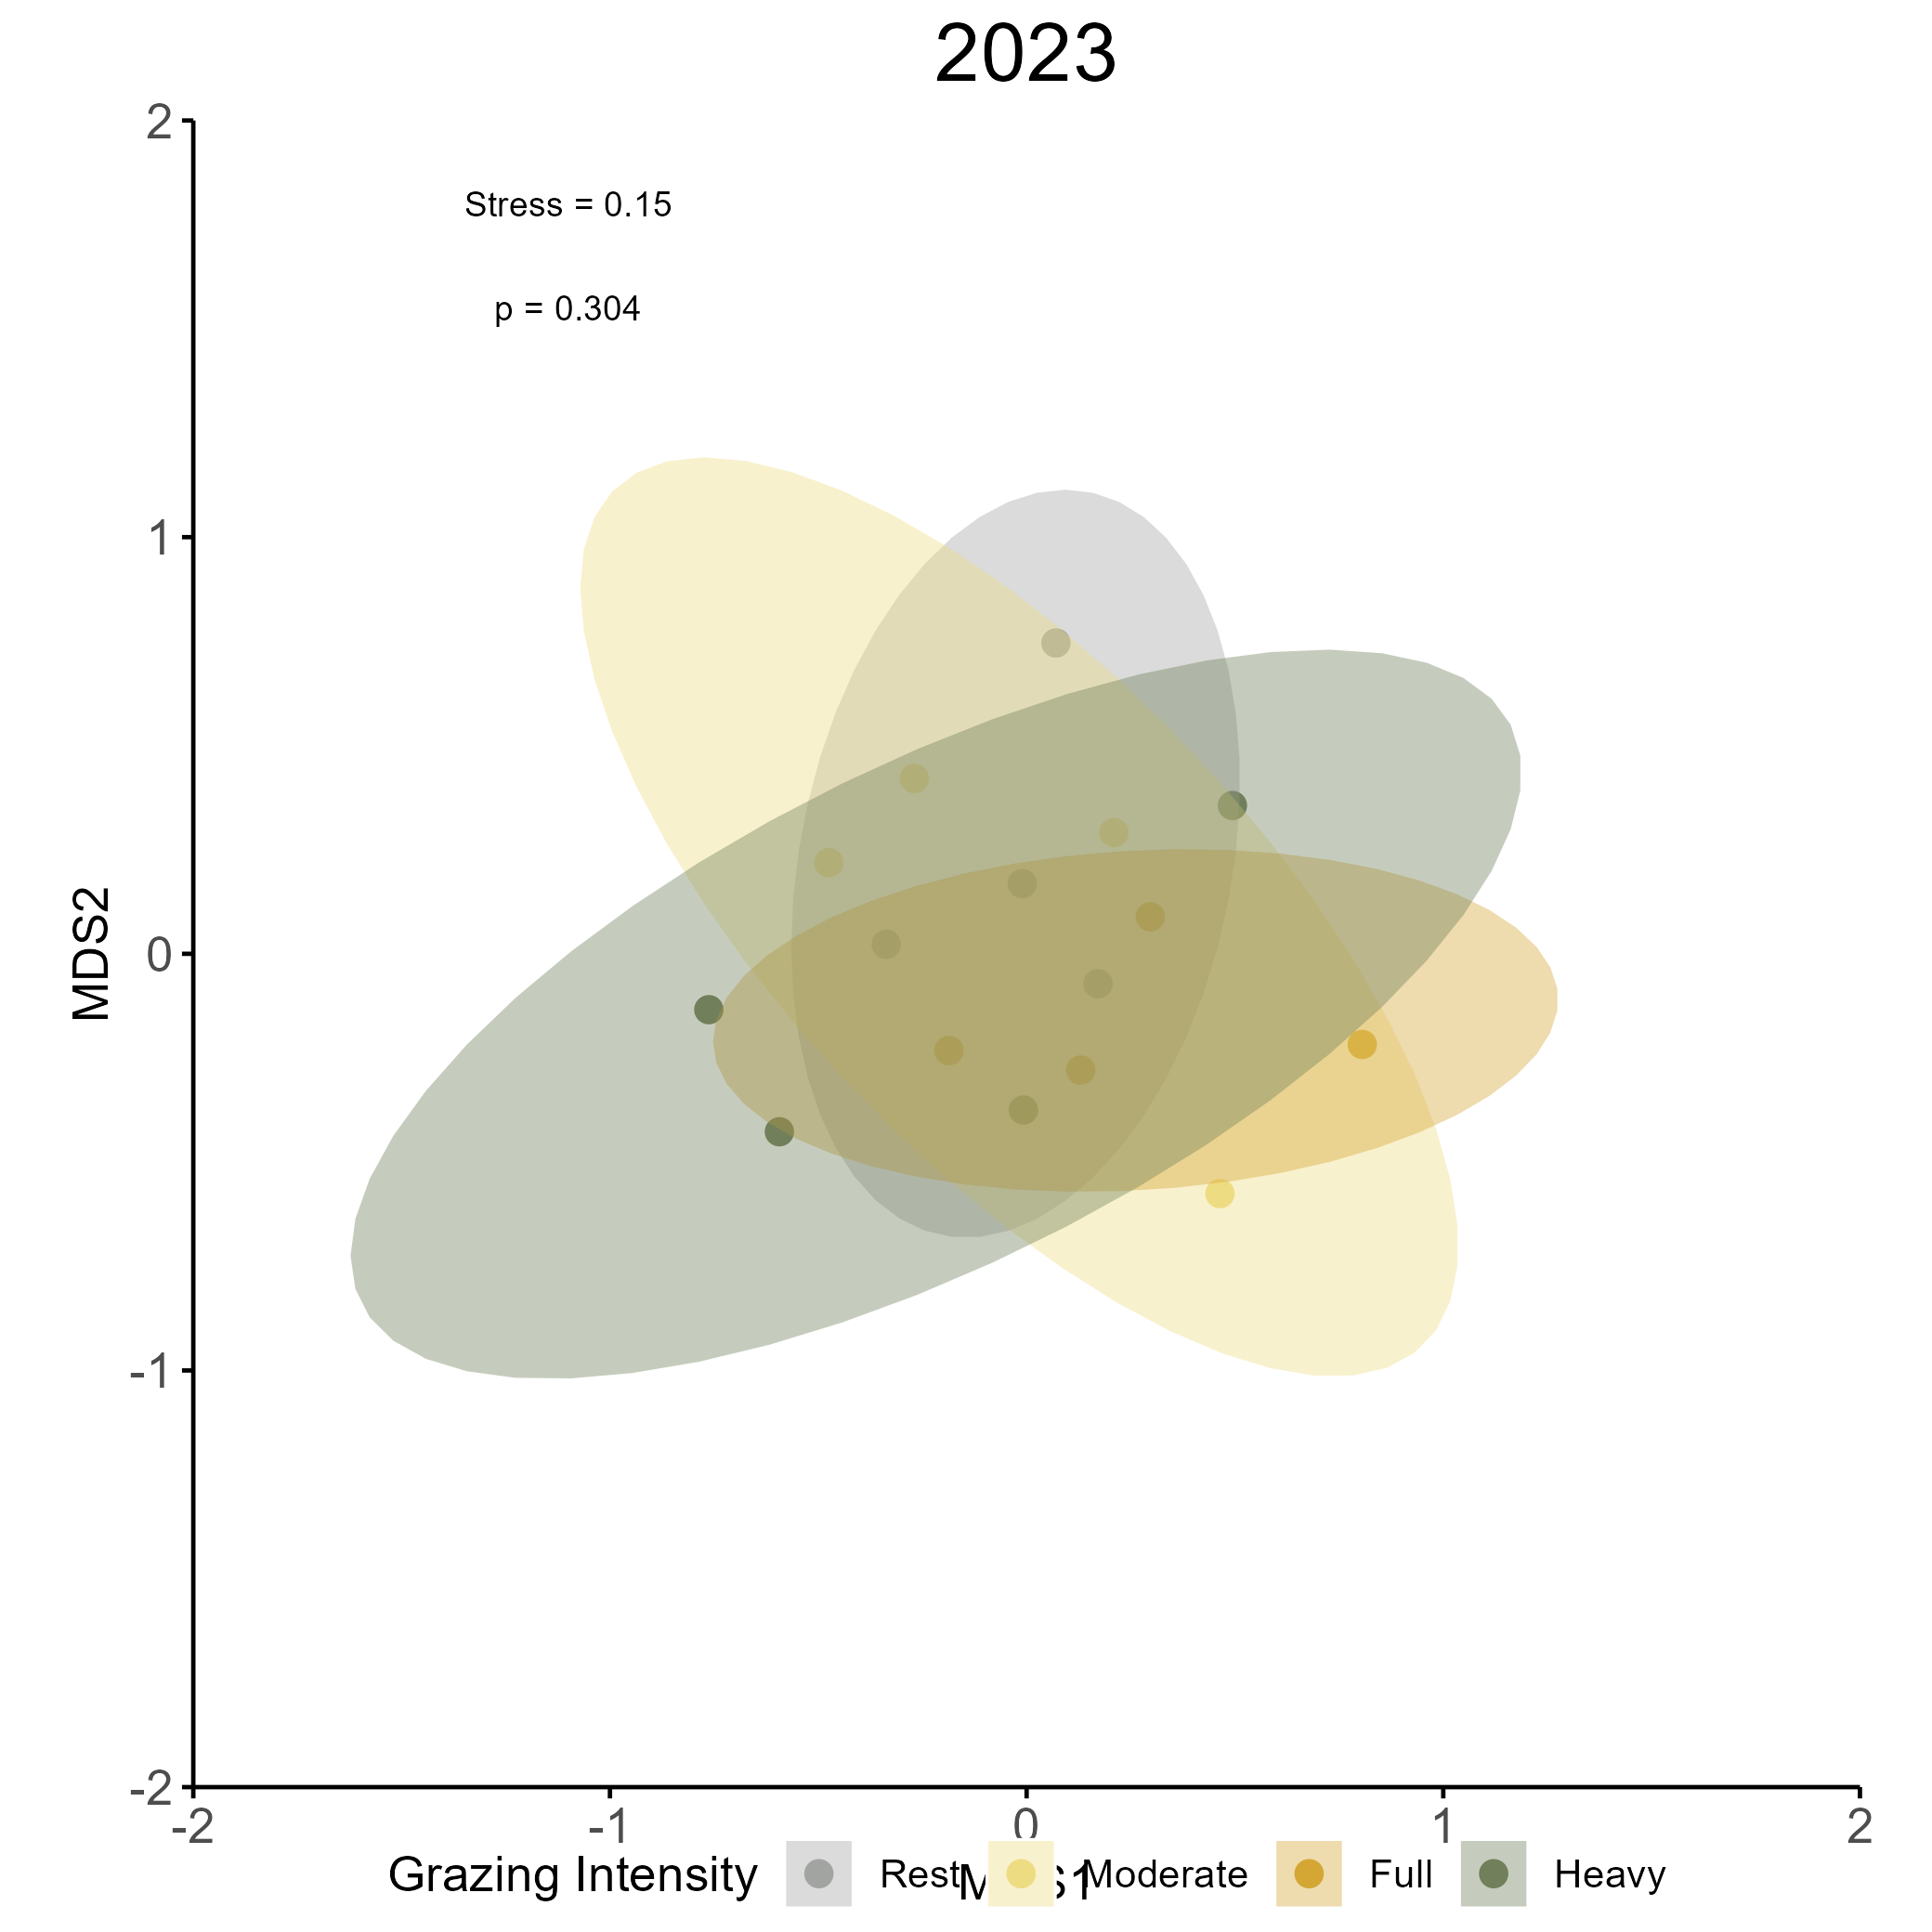 2023
2
Stress = 0.15
p = 0.304
1
MDS2
0
-1
-2
-2 -1 0 1 2
Grazing Intensity Rest Moderate Full Heavy